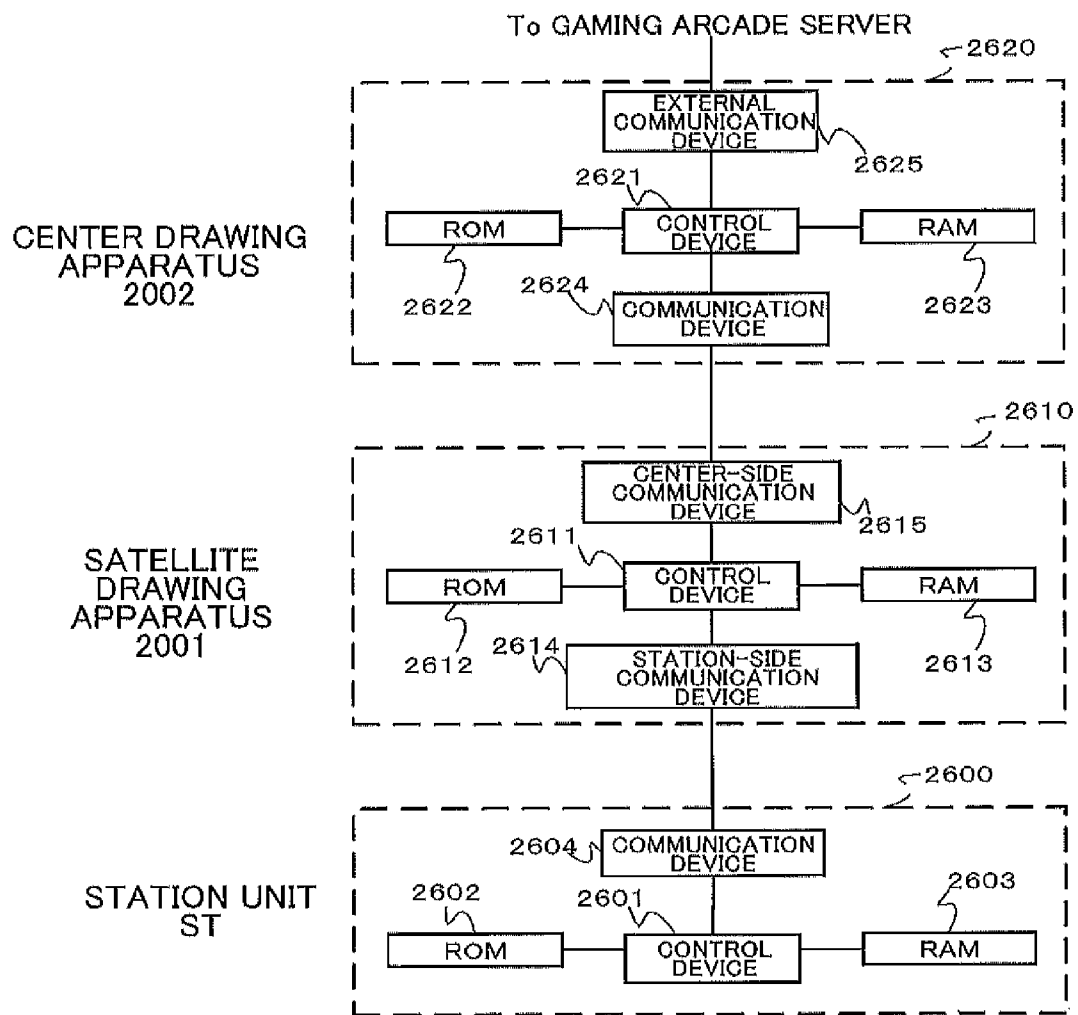 To GAMING ARCADE SERVER
2620
EXTERNAL
COMMUNICATION
DEVICE
2625
2621
ROM
CONTROL
DEVICE
RAM
CENTER DRAWING
APPARATUS
2002
2622
2624
2623
COMMUNICATION
DEVICE
2610
CENTER-SIDE
COMMUNICATION
DEVICE
2615
2611
SATELLITE
DRAWING
APPARATUS
2001
ROM
CONTROL
DEVICE
RAM
2612
2614
2613
STATION-SIDE
COMMUNICATION
DEVICE
2600
2604
COMMUNICATION
DEVICE
STATION UNIT
ST
2602
2601
2603
ROM
CONTROL
DEVICE
RAM